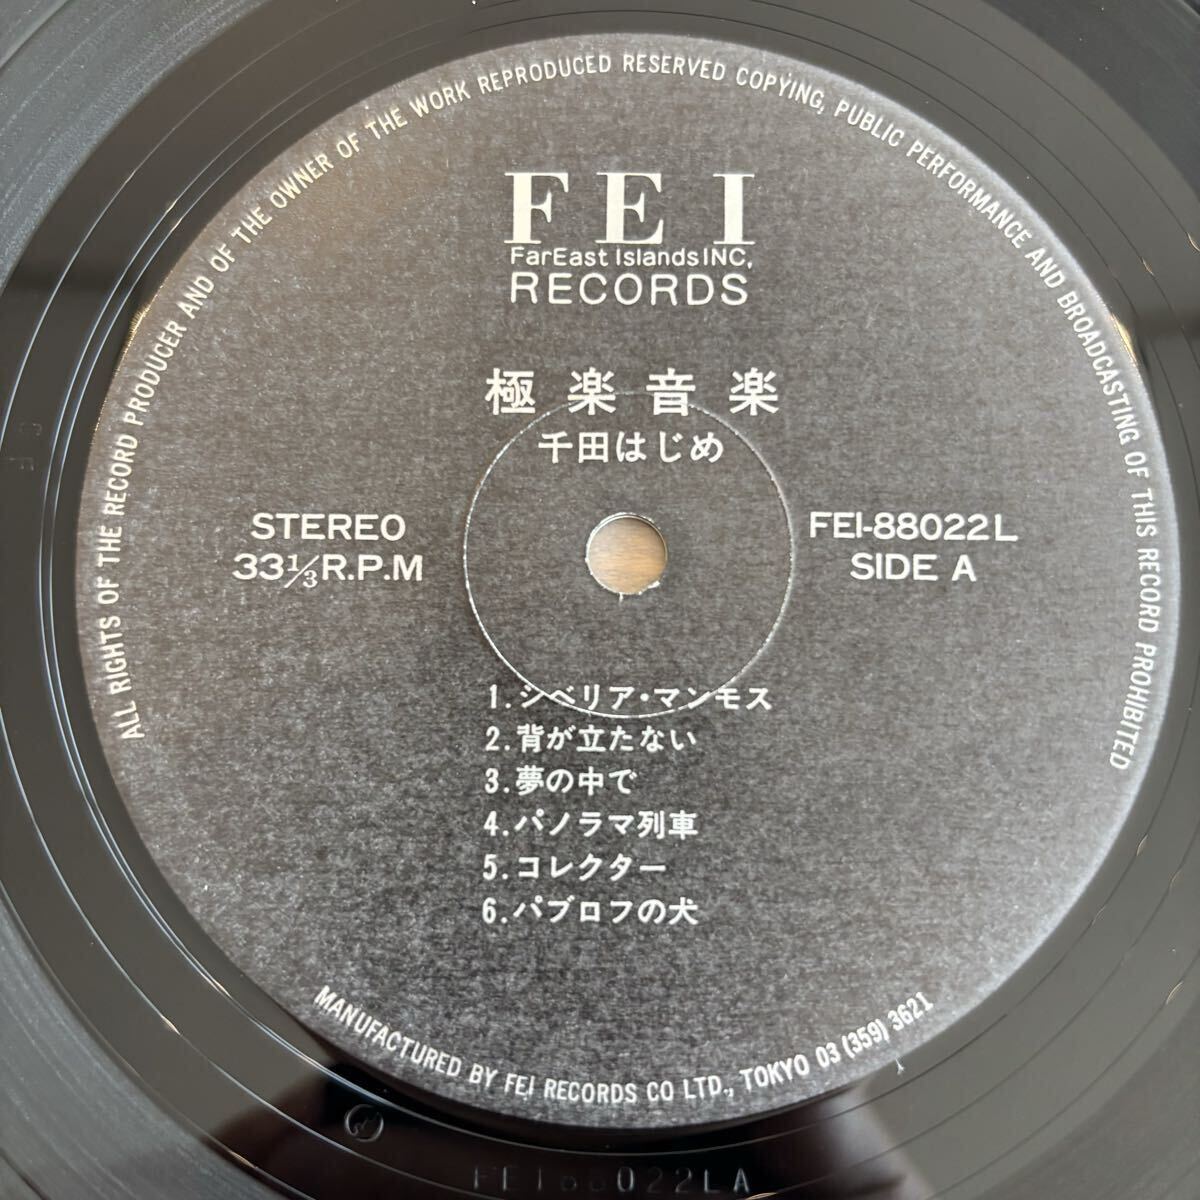 ALL RIGHTS OF THE RECORD PRODUCER AND OF THE OWNER OF THE WORK REPRODUCED RESERVED COPYING, PUBLIC PERFORMANCE AND BROADCASTING OF THIS RECORD PROHIBITED
FEI
FarEast Islands INC,
RECORDS
極楽音楽
千田はじめ
STEREO
33 1/3 R.P.M
FEI-88022L
SIDE A
1.シベリア・マンモス
2.背が立たない
3.夢の中で
4.パノラマ列車
5.コレクター
6.パブロフの犬
MANUFACTURED BY FEI RECORDS CO LTD., TOKYO 03 (359) 3621
FEI88022LA